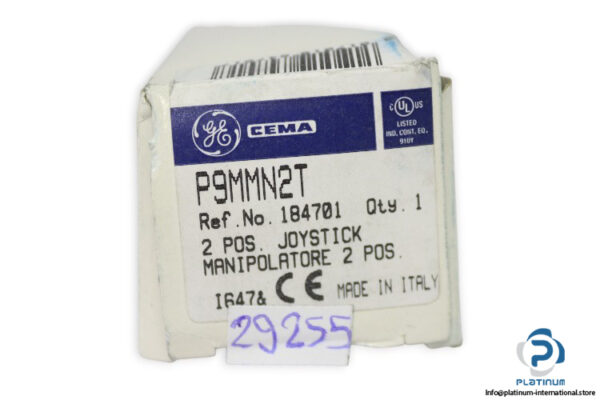 GE CEMA
C UL US
LISTED
IND. CONT. EQ.
910Y
P9MMN2T
Ref.No. 184701 Qty. 1
2 POS. JOYSTICK
MANIPOLATORE 2 POS.
I647& CE MADE IN ITALY
29255
PLATINUM
https://platinum-international.store